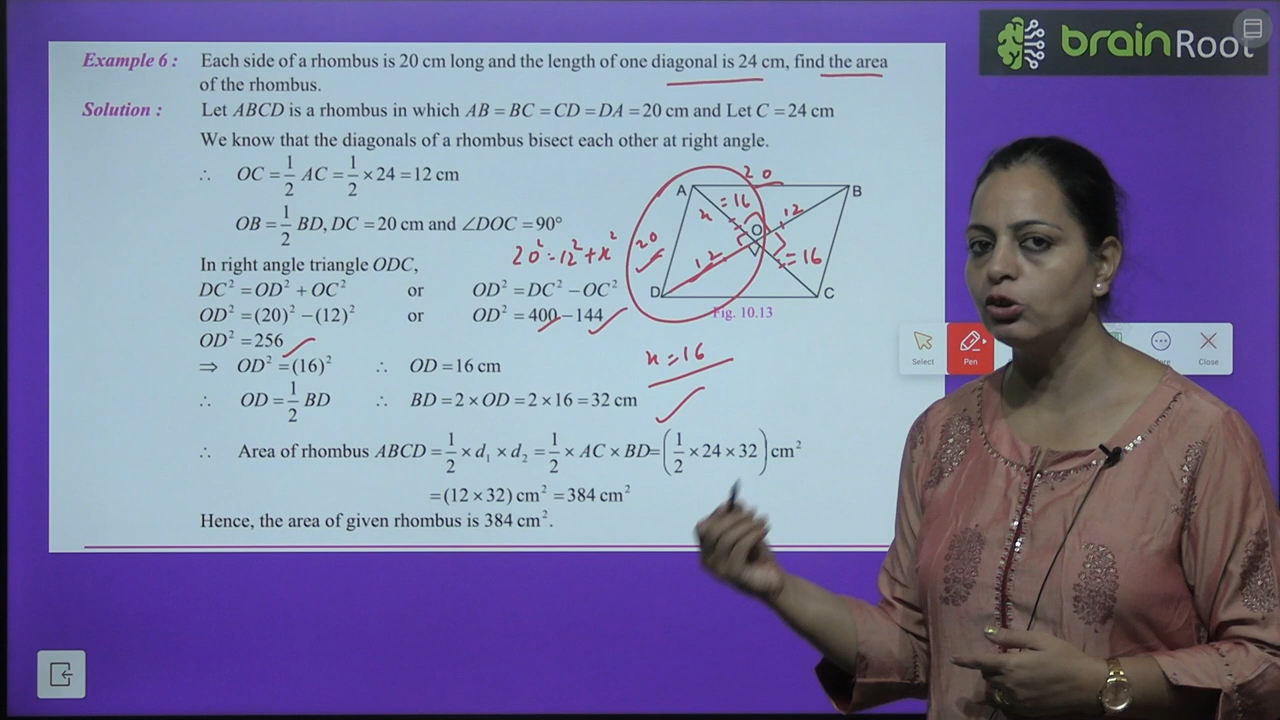 brainRoot
Example 6 : Each side of a rhombus is 20 cm long and the length of one diagonal is 24 cm, find the area
of the rhombus.
Solution : Let ABCD is a rhombus in which AB = BC = CD = DA = 20 cm and Let C = 24 cm
We know that the diagonals of a rhombus bisect each other at right angle.
∴ OC = 1/2 AC = 1/2 × 24 = 12 cm
OB = 1/2 BD, DC = 20 cm and ∠DOC = 90°
In right angle triangle ODC,
DC² = OD² + OC² or OD² = DC² − OC²
OD² = (20)² − (12)² or OD² = 400 − 144
OD² = 256
⇒ OD² = (16)² ∴ OD = 16 cm
∴ OD = 1/2 BD ∴ BD = 2 × OD = 2 × 16 = 32 cm
∴ Area of rhombus ABCD = 1/2 × d₁ × d₂ = 1/2 × AC × BD = (1/2 × 24 × 32) cm²
= (12 × 32) cm² = 384 cm²
Hence, the area of given rhombus is 384 cm².
20² = 12² + x²
20
A
B
x = 16
12
O
20
12
= 16
D
C
Fig. 10.13
x = 16
Select
Pen
Close